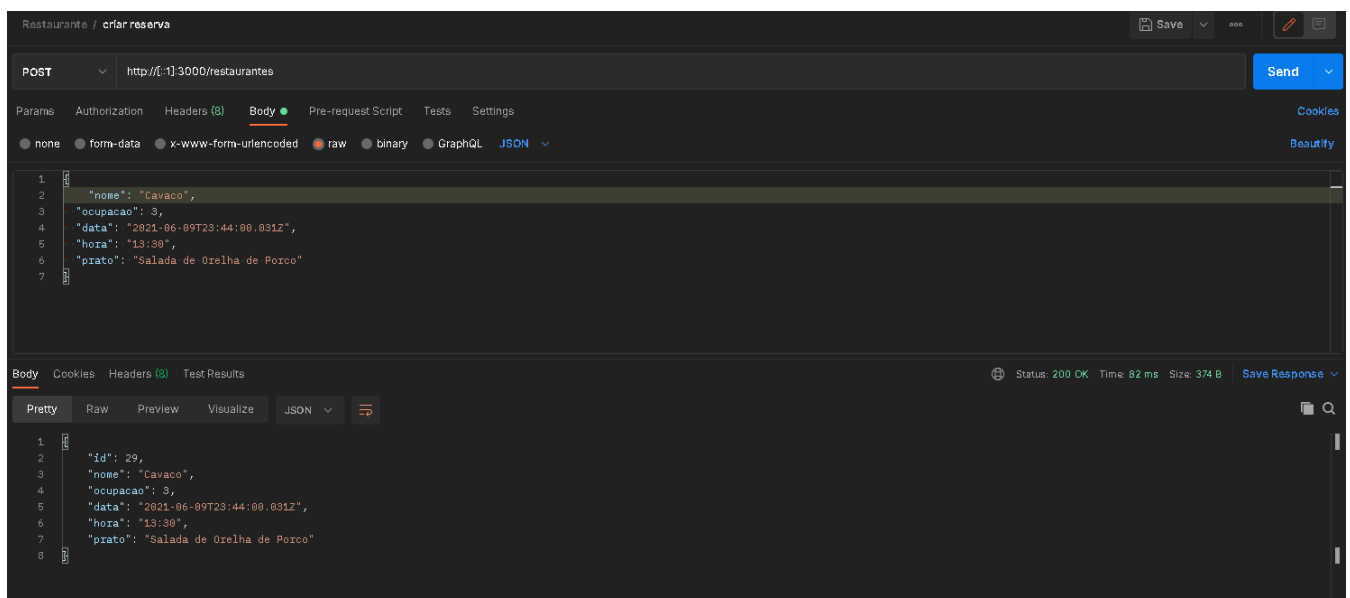 Restaurante / criar reserva Save ooo
POST http://[::1]:3000/restaurantes Send
Params Authorization Headers (8) Body Pre-request Script Tests Settings Cookies
none form-data x-www-form-urlencoded raw binary GraphQL JSON Beautify
1 {
2 "nome": "Cavaco",
3 "ocupacao": 3,
4 "data": "2021-06-09T23:44:00.031Z",
5 "hora": "13:30",
6 "prato": "Salada de Orelha de Porco"
7 }
Body Cookies Headers (8) Test Results Status: 200 OK Time: 82 ms Size: 374 B Save Response
Pretty Raw Preview Visualize JSON
1 {
2 "id": 29,
3 "nome": "Cavaco",
4 "ocupacao": 3,
5 "data": "2021-06-09T23:44:00.031Z",
6 "hora": "13:30",
7 "prato": "Salada de Orelha de Porco"
8 }